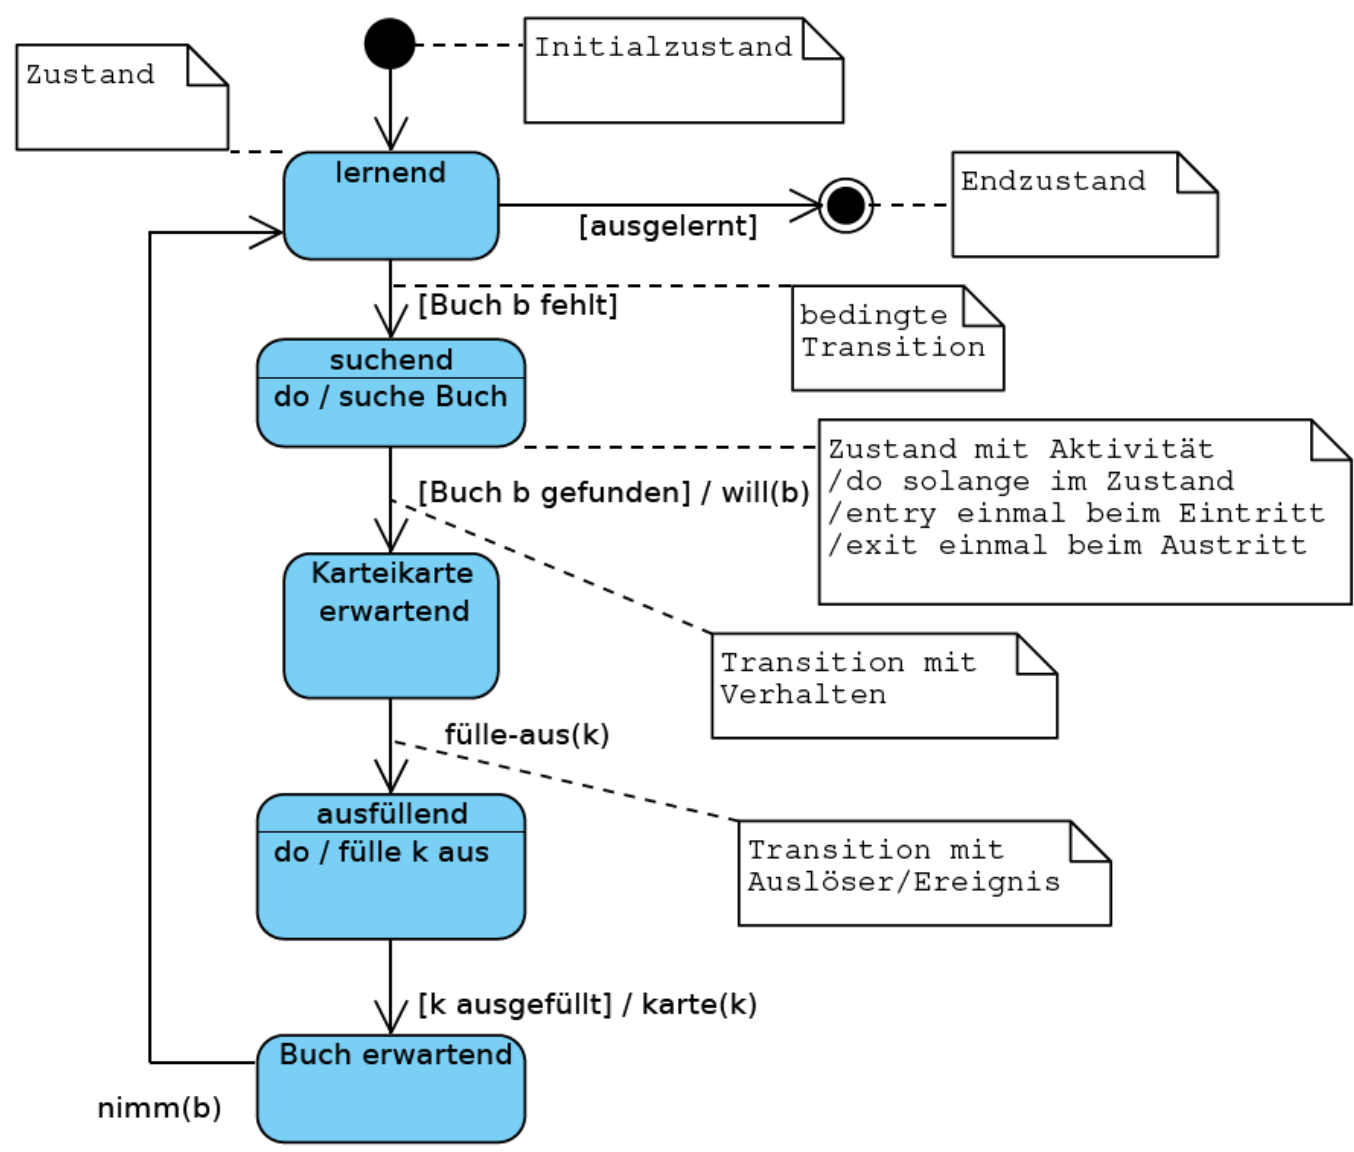 Initialzustand
Zustand
lernend
Endzustand
[ausgelernt]
[Buch b fehlt]
bedingte
Transition
suchend
do / suche Buch
Zustand mit Aktivität
/do solange im Zustand
/entry einmal beim Eintritt
/exit einmal beim Austritt
[Buch b gefunden] / will(b)
Karteikarte
erwartend
Transition mit
Verhalten
fülle-aus(k)
ausfüllend
do / fülle k aus
Transition mit
Auslöser/Ereignis
[k ausgefüllt] / karte(k)
Buch erwartend
nimm(b)